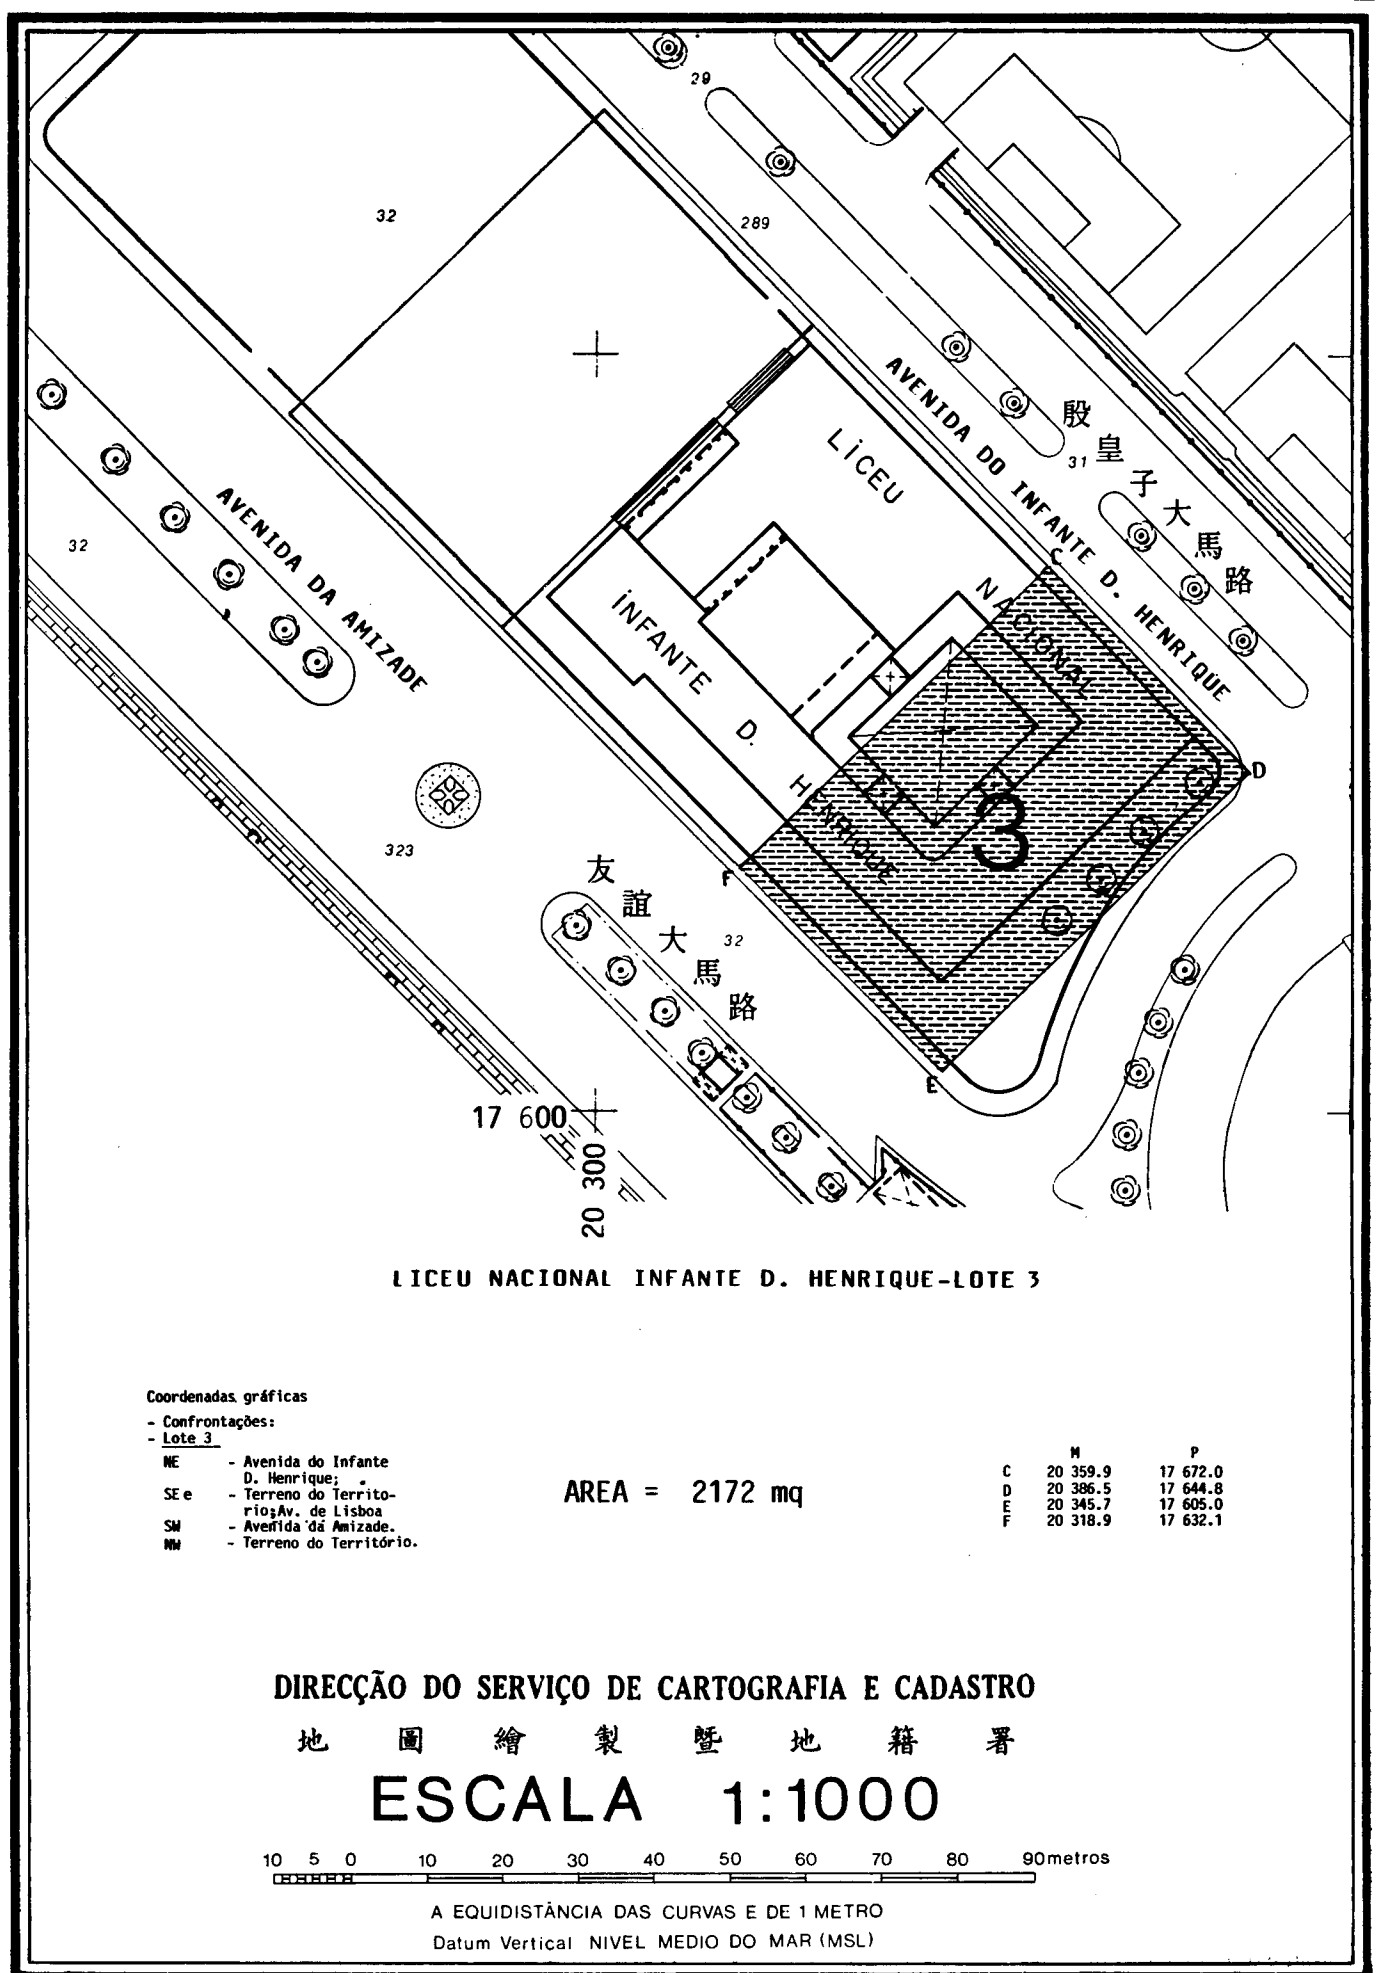 29
32
289
AVENIDA DO INFANTE D. HENRIQUE
殷皇子大馬路
31
LICEU
NACIONAL
INFANTE D. HENRIQUE
AVENIDA DA AMIZADE
32
C
D
3
F
E
323
友誼大馬路
32
17 600
20 300
LICEU NACIONAL INFANTE D. HENRIQUE-LOTE 3
Coordenadas gráficas
- Confrontações:
- Lote 3
NE - Avenida do Infante
D. Henrique;
SE e - Terreno do Territo-
rio;Av. de Lisboa
SW - Avenida da Amizade.
NW - Terreno do Território.
AREA = 2172 mq
M P
C 20 359.9 17 672.0
D 20 386.5 17 644.8
E 20 345.7 17 605.0
F 20 318.9 17 632.1
DIRECÇÃO DO SERVIÇO DE CARTOGRAFIA E CADASTRO
地圖繪製暨地籍署
ESCALA 1:1000
10 5 0 10 20 30 40 50 60 70 80 90metros
A EQUIDISTÂNCIA DAS CURVAS E DE 1 METRO
Datum Vertical NIVEL MEDIO DO MAR (MSL)